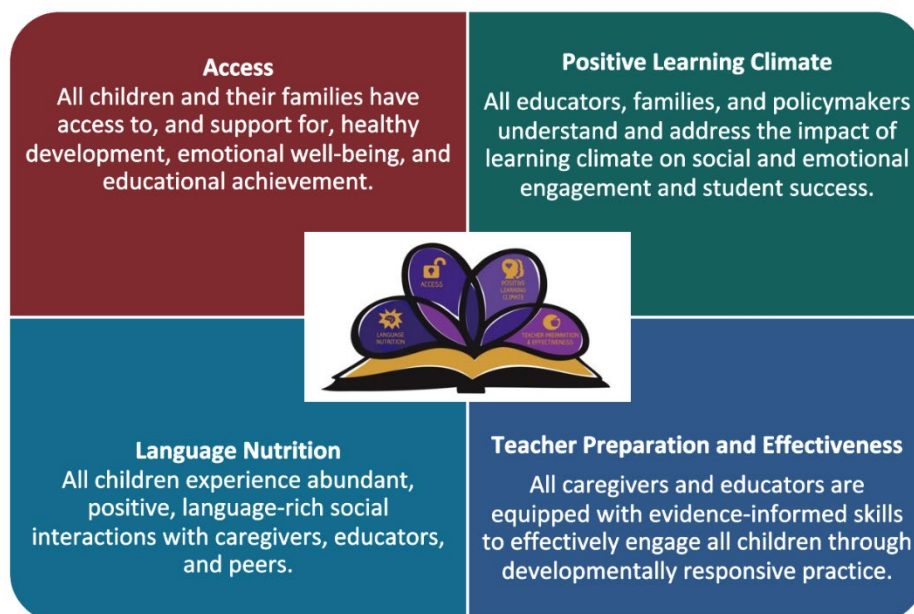 Access
All children and their families have
access to, and support for, healthy
development, emotional well-being, and
educational achievement.
Positive Learning Climate
All educators, families, and policymakers
understand and address the impact of
learning climate on social and emotional
engagement and student success.
ACCESS
POSITIVE
LEARNING
CLIMATE
LANGUAGE
NUTRITION
TEACHER PREPARATION
& EFFECTIVENESS
Language Nutrition
All children experience abundant,
positive, language-rich social
interactions with caregivers, educators,
and peers.
Teacher Preparation and Effectiveness
All caregivers and educators are
equipped with evidence-informed skills
to effectively engage all children through
developmentally responsive practice.